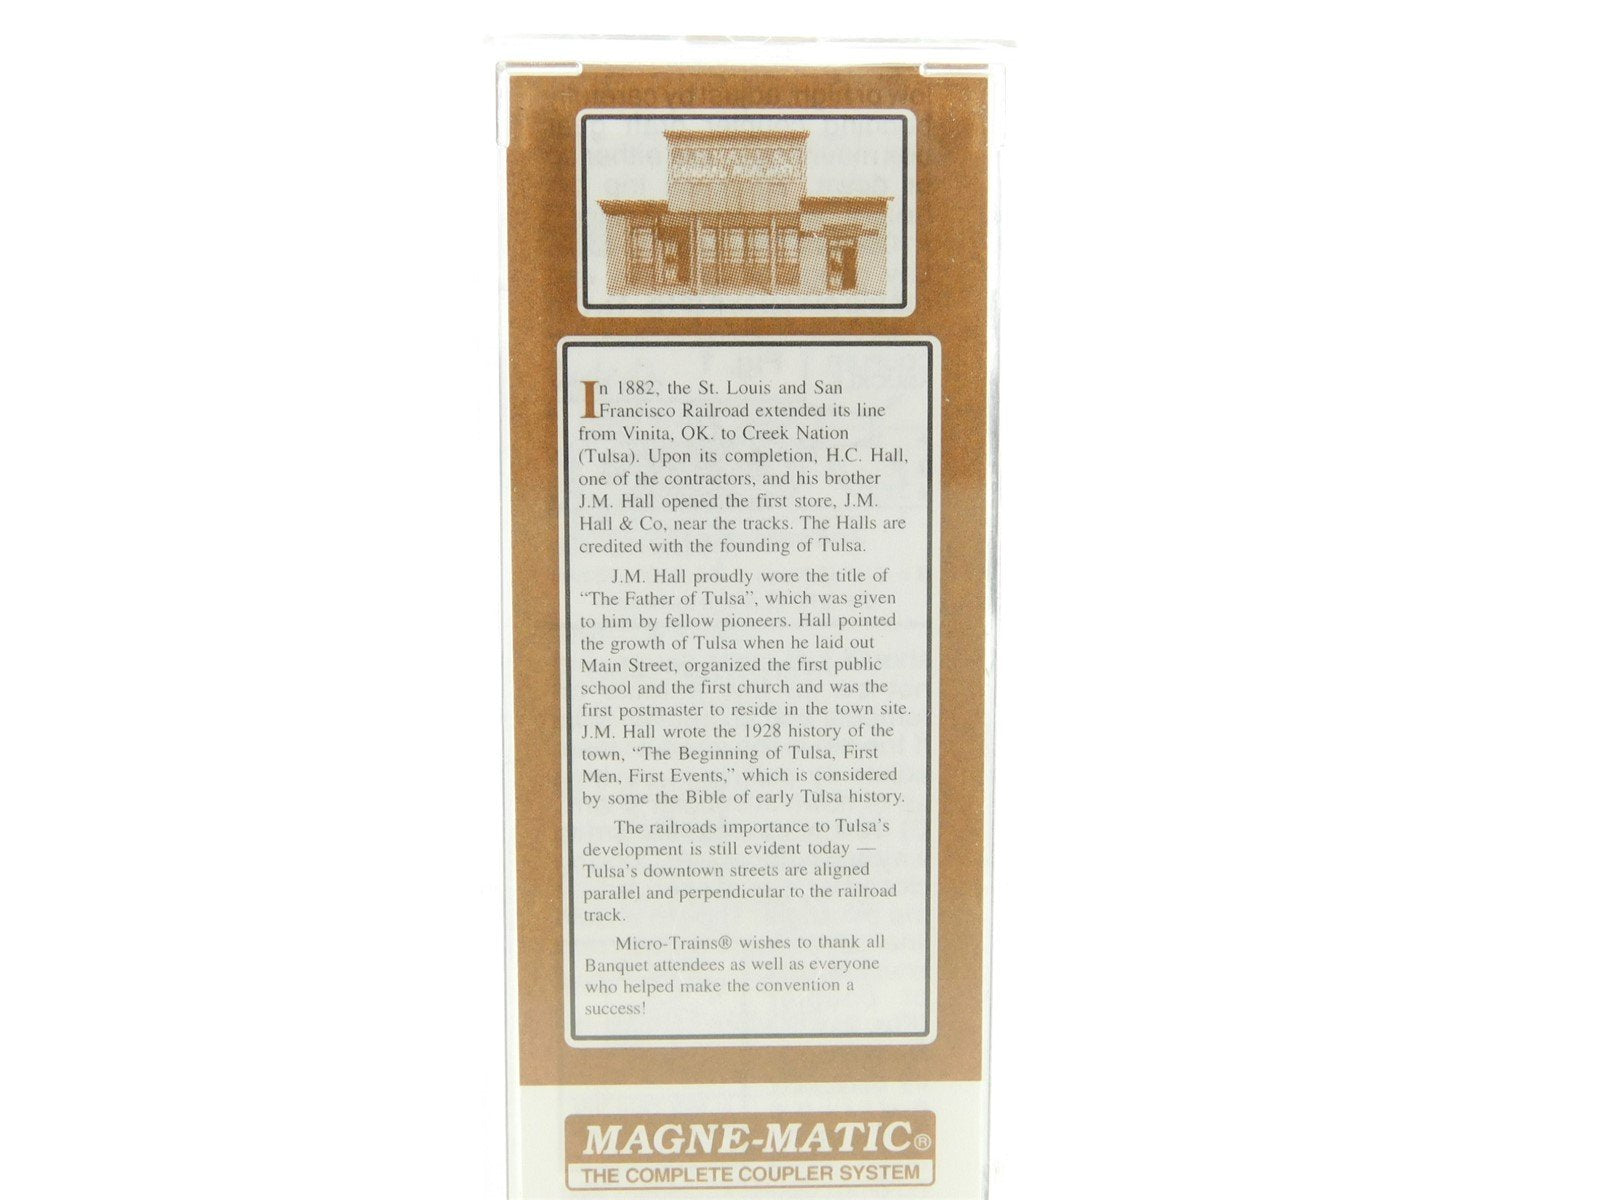 GENERAL MERCHANDISE
In 1882, the St. Louis and San
Francisco Railroad extended its line
from Vinita, OK. to Creek Nation
(Tulsa). Upon its completion, H.C. Hall,
one of the contractors, and his brother
J.M. Hall opened the first store, J.M.
Hall & Co, near the tracks. The Halls are
credited with the founding of Tulsa.
J.M. Hall proudly wore the title of
“The Father of Tulsa”, which was given
to him by fellow pioneers. Hall pointed
the growth of Tulsa when he laid out
Main Street, organized the first public
school and the first church and was the
first postmaster to reside in the town site.
J.M. Hall wrote the 1928 history of the
town, “The Beginning of Tulsa, First
Men, First Events,” which is considered
by some the Bible of early Tulsa history.
The railroads importance to Tulsa's
development is still evident today —
Tulsa's downtown streets are aligned
parallel and perpendicular to the railroad
track.
Micro-Trains® wishes to thank all
Banquet attendees as well as everyone
who helped make the convention a
success!
MAGNE-MATIC®
THE COMPLETE COUPLER SYSTEM